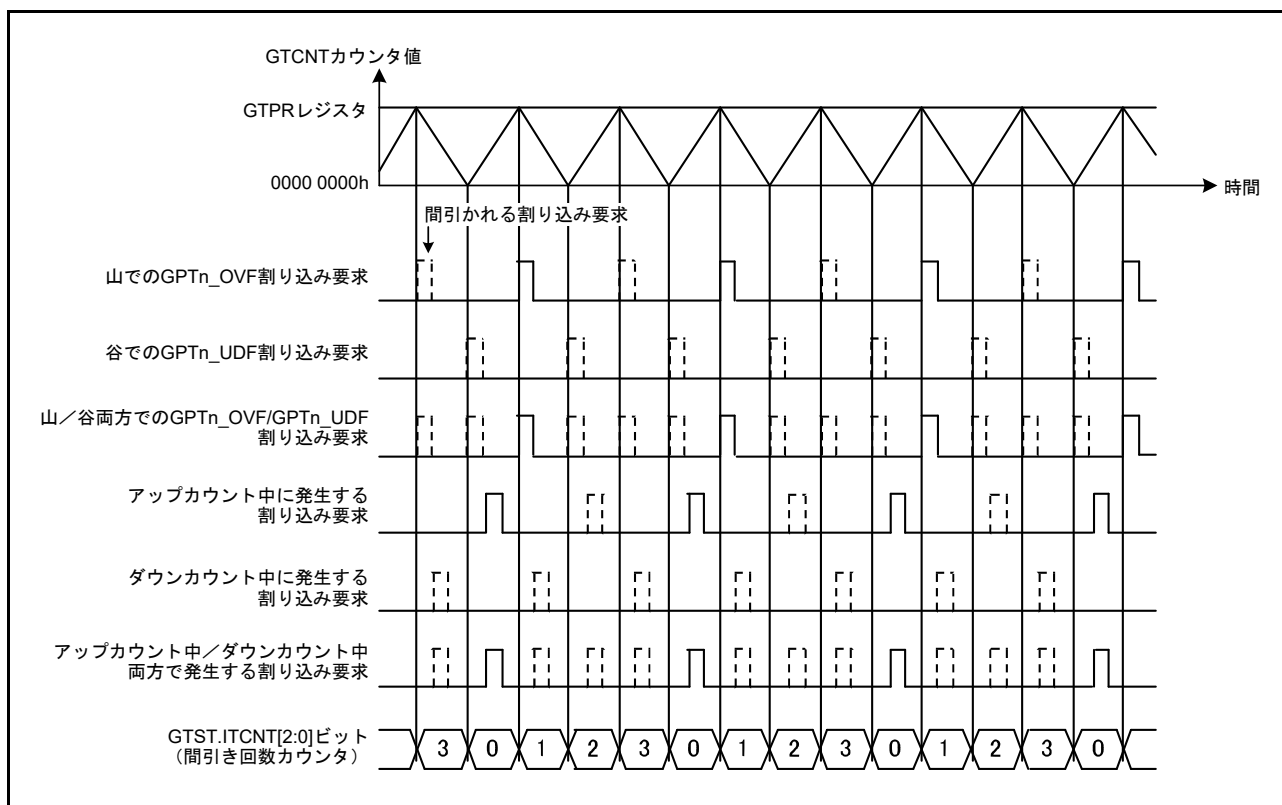 GTCNTカウンタ値
GTPRレジスタ
0000 0000h
時間
間引かれる割り込み要求
山でのGPTn_OVF割り込み要求
谷でのGPTn_UDF割り込み要求
山／谷両方でのGPTn_OVF/GPTn_UDF
割り込み要求
アップカウント中に発生する
割り込み要求
ダウンカウント中に発生する
割り込み要求
アップカウント中／ダウンカウント中
両方で発生する割り込み要求
GTST.ITCNT[2:0]ビット
（間引き回数カウンタ）
3 0 1 2 3 0 1 2 3 0 1 2 3 0